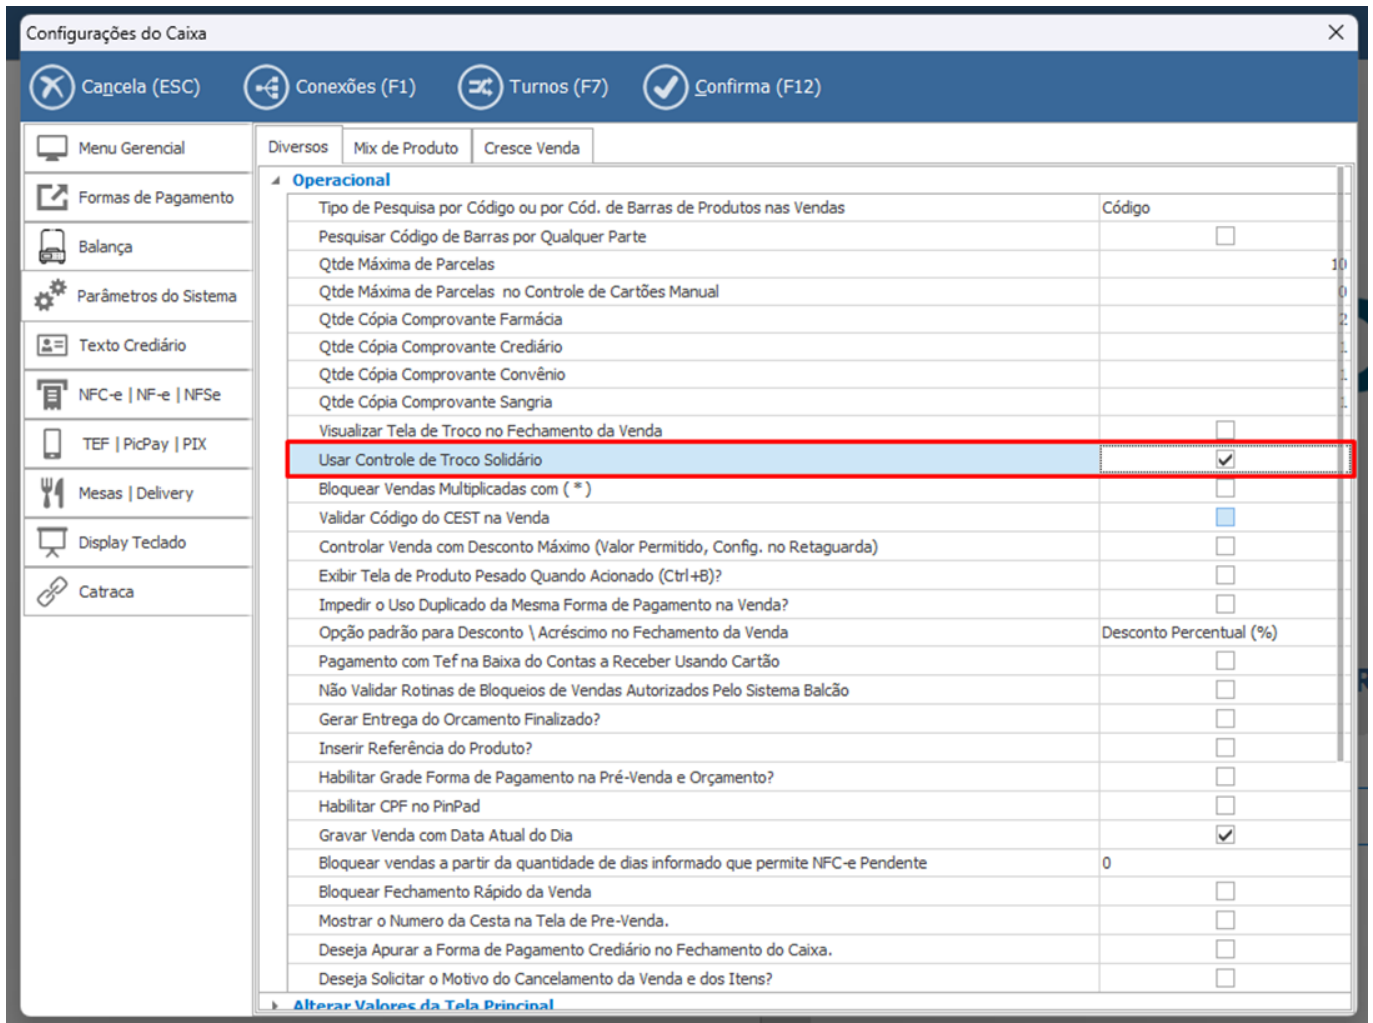 Configurações do Caixa
Cancela (ESC)
Conexões (F1)
Turnos (F7)
Confirma (F12)
Menu Gerencial
Formas de Pagamento
Balança
Parâmetros do Sistema
Texto Crediário
NFC-e | NF-e | NFSe
TEF | PicPay | PIX
Mesas | Delivery
Display Teclado
Catraca
Diversos
Mix de Produto
Cresce Venda
Operacional
Tipo de Pesquisa por Código ou por Cód. de Barras de Produtos nas Vendas Código
Pesquisar Código de Barras por Qualquer Parte
Qtde Máxima de Parcelas 10
Qtde Máxima de Parcelas no Controle de Cartões Manual 0
Qtde Cópia Comprovante Farmácia 2
Qtde Cópia Comprovante Crediário 1
Qtde Cópia Comprovante Convênio 1
Qtde Cópia Comprovante Sangria 1
Visualizar Tela de Troco no Fechamento da Venda
Usar Controle de Troco Solidário
Bloquear Vendas Multiplicadas com ( * )
Validar Código do CEST na Venda
Controlar Venda com Desconto Máximo (Valor Permitido, Config. no Retaguarda)
Exibir Tela de Produto Pesado Quando Acionado (Ctrl+B)?
Impedir o Uso Duplicado da Mesma Forma de Pagamento na Venda?
Opção padrão para Desconto \ Acréscimo no Fechamento da Venda Desconto Percentual (%)
Pagamento com Tef na Baixa do Contas a Receber Usando Cartão
Não Validar Rotinas de Bloqueios de Vendas Autorizados Pelo Sistema Balcão
Gerar Entrega do Orcamento Finalizado?
Inserir Referência do Produto?
Habilitar Grade Forma de Pagamento na Pré-Venda e Orçamento?
Habilitar CPF no PinPad
Gravar Venda com Data Atual do Dia
Bloquear vendas a partir da quantidade de dias informado que permite NFC-e Pendente 0
Bloquear Fechamento Rápido da Venda
Mostrar o Numero da Cesta na Tela de Pre-Venda.
Deseja Apurar a Forma de Pagamento Crediário no Fechamento do Caixa.
Deseja Solicitar o Motivo do Cancelamento da Venda e dos Itens?
Alterar Valores da Tela Principal